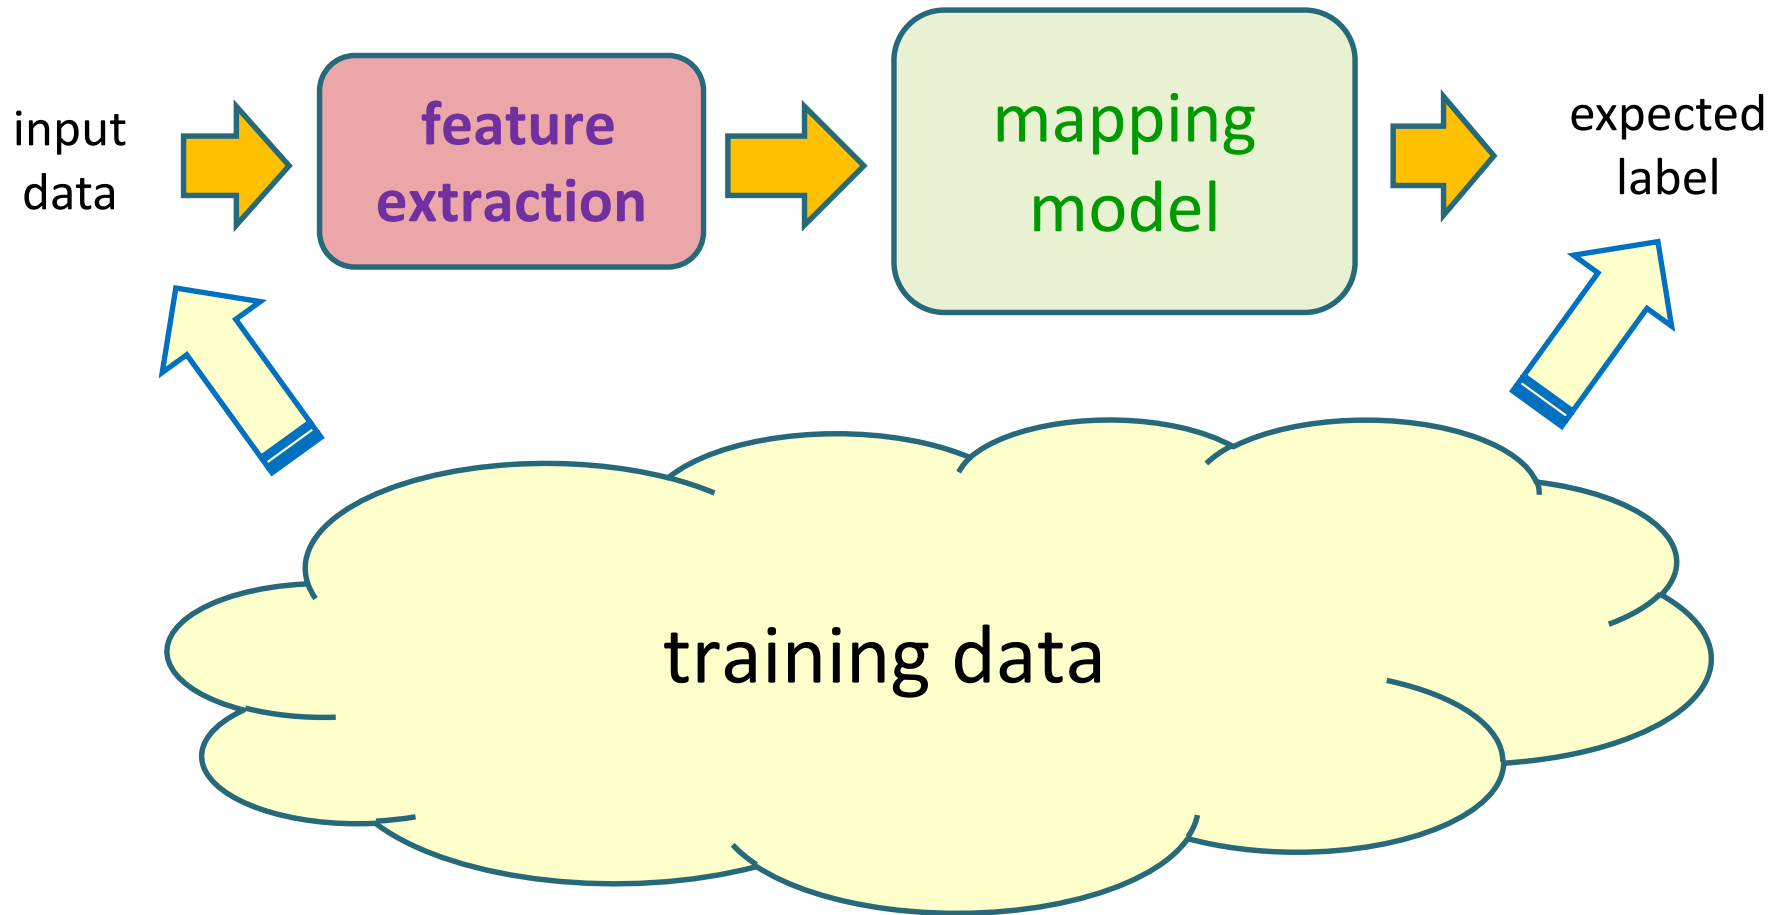 input
data
feature
extraction
mapping
model
expected
label
training data